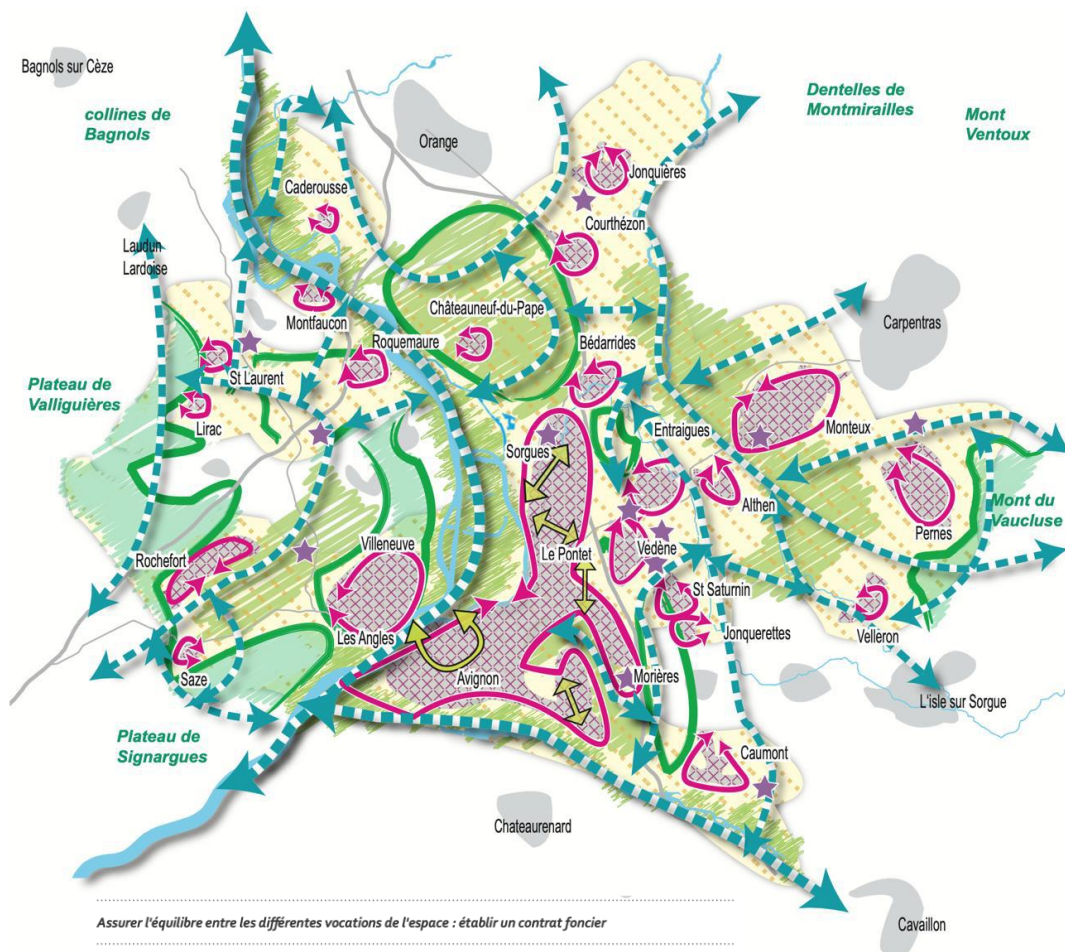 Bagnols sur Cèze
collines de
Bagnols
Dentelles de
Montmirailles
Mont
Ventoux
Orange
Jonquières
Caderousse
Courthézon
Laudun
Lardoise
Montfaucon
Châteauneuf-du-Pape
Carpentras
Roquemaure
Bédarrides
St Laurent
Plateau de
Valliguières
Lirac
Entraigues
Monteux
Sorgues
Althen
Mont du
Vaucluse
Pernes
Villeneuve
Le Pontet
Vedène
Rochefort
St Saturnin
Les Angles
Jonquerettes
Vellèron
Saze
Avignon
Morières
L'isle sur Sorgue
Plateau de
Signargues
Caumont
Chateaurenard
Cavaillon
Assurer l'équilibre entre les différentes vocations de l'espace : établir un contrat foncier